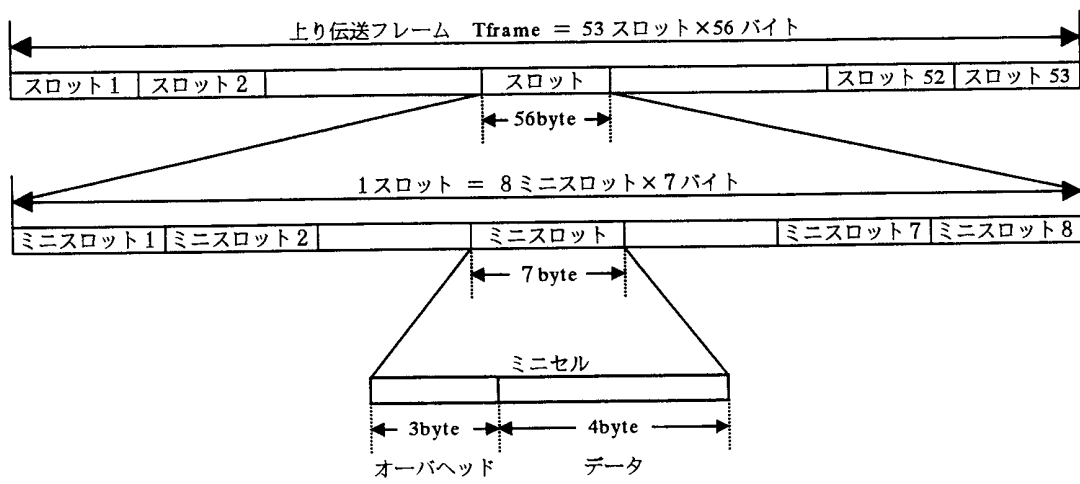 上り伝送フレーム Tframe = 53 スロット×56 バイト
スロット 1 スロット 2 スロット スロット 52 スロット 53
56byte
1 スロット = 8 ミニスロット×7 バイト
ミニスロット 1 ミニスロット 2 ミニスロット ミニスロット 7 ミニスロット 8
7 byte
ミニセル
3byte 4byte
オーバヘッド データ